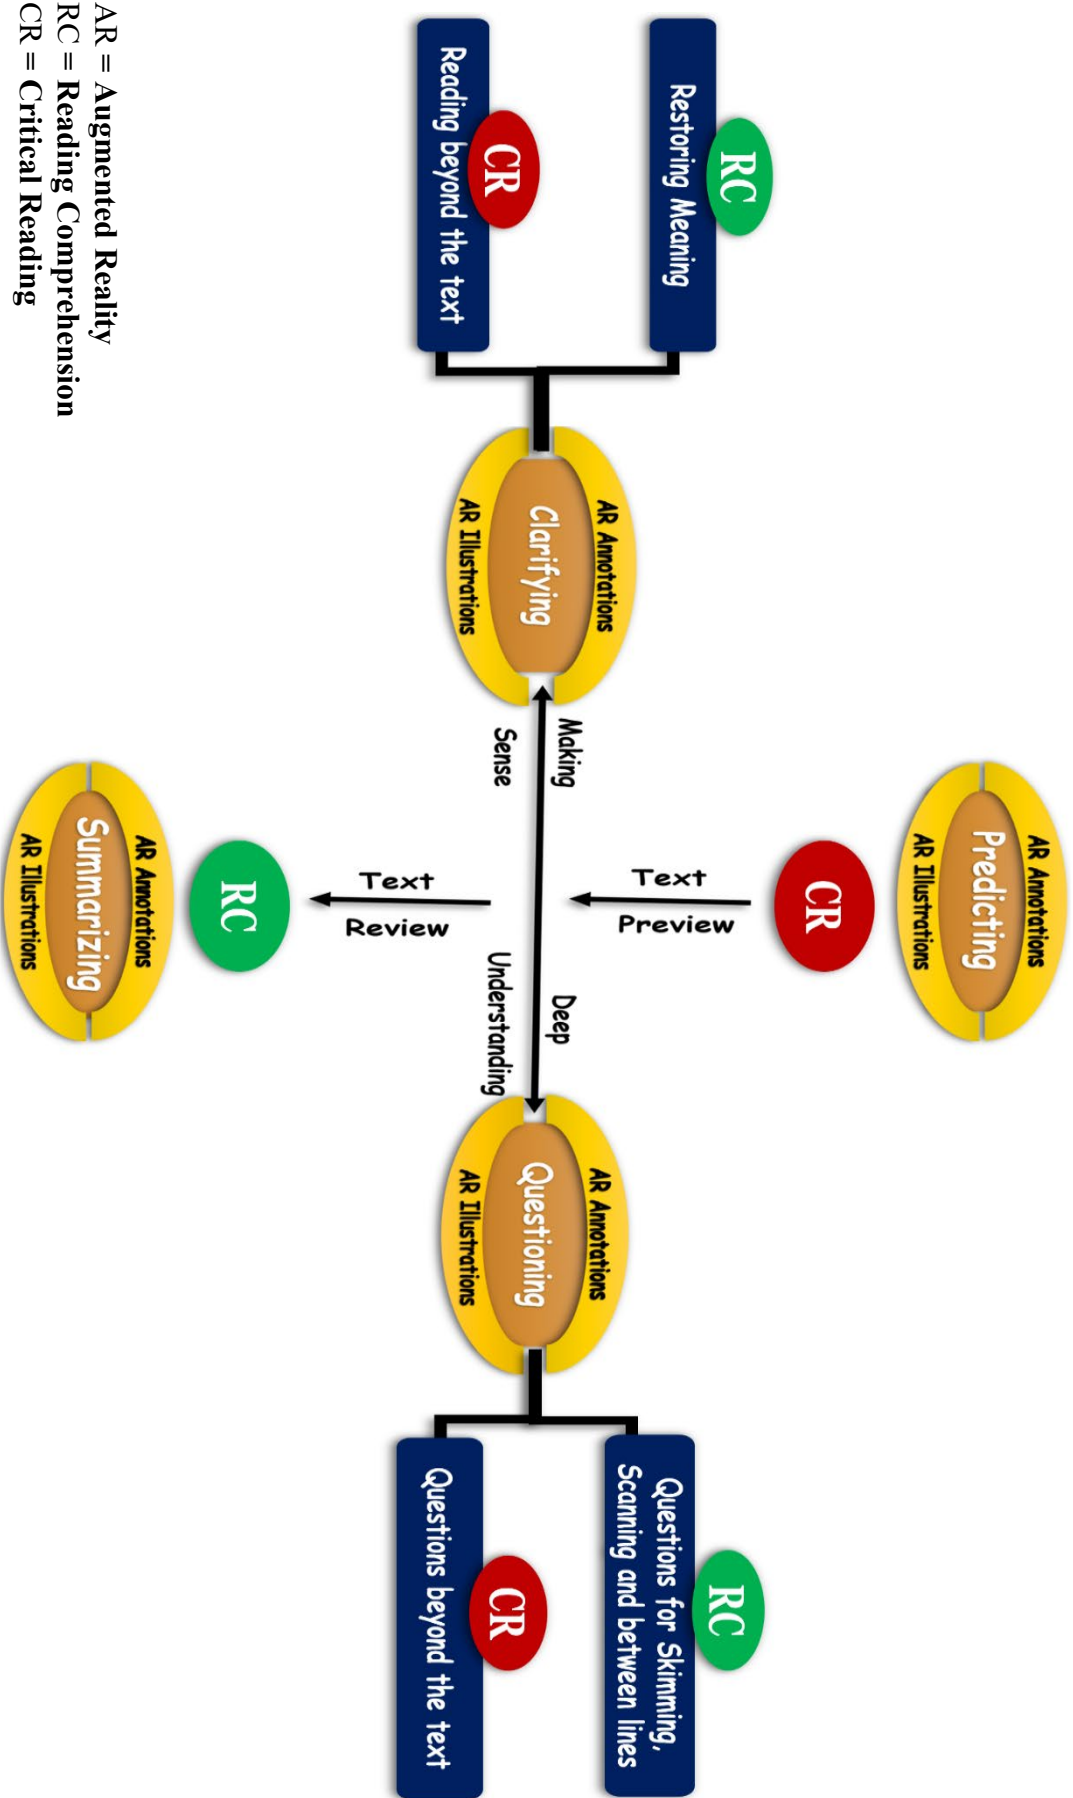 AR Annotations
Predicting
AR Illustrations
CR
Text
Preview
RC
Restoring Meaning
CR
Reading beyond the text
AR Annotations
Clarifying
AR Illustrations
Making
Sense
Deep
Understanding
AR Annotations
Questioning
AR Illustrations
RC
Questions for Skimming,
Scanning and between lines
CR
Questions beyond the text
Text
Review
RC
AR Annotations
Summarizing
AR Illustrations
AR = Augmented Reality
RC = Reading Comprehension
CR = Critical Reading